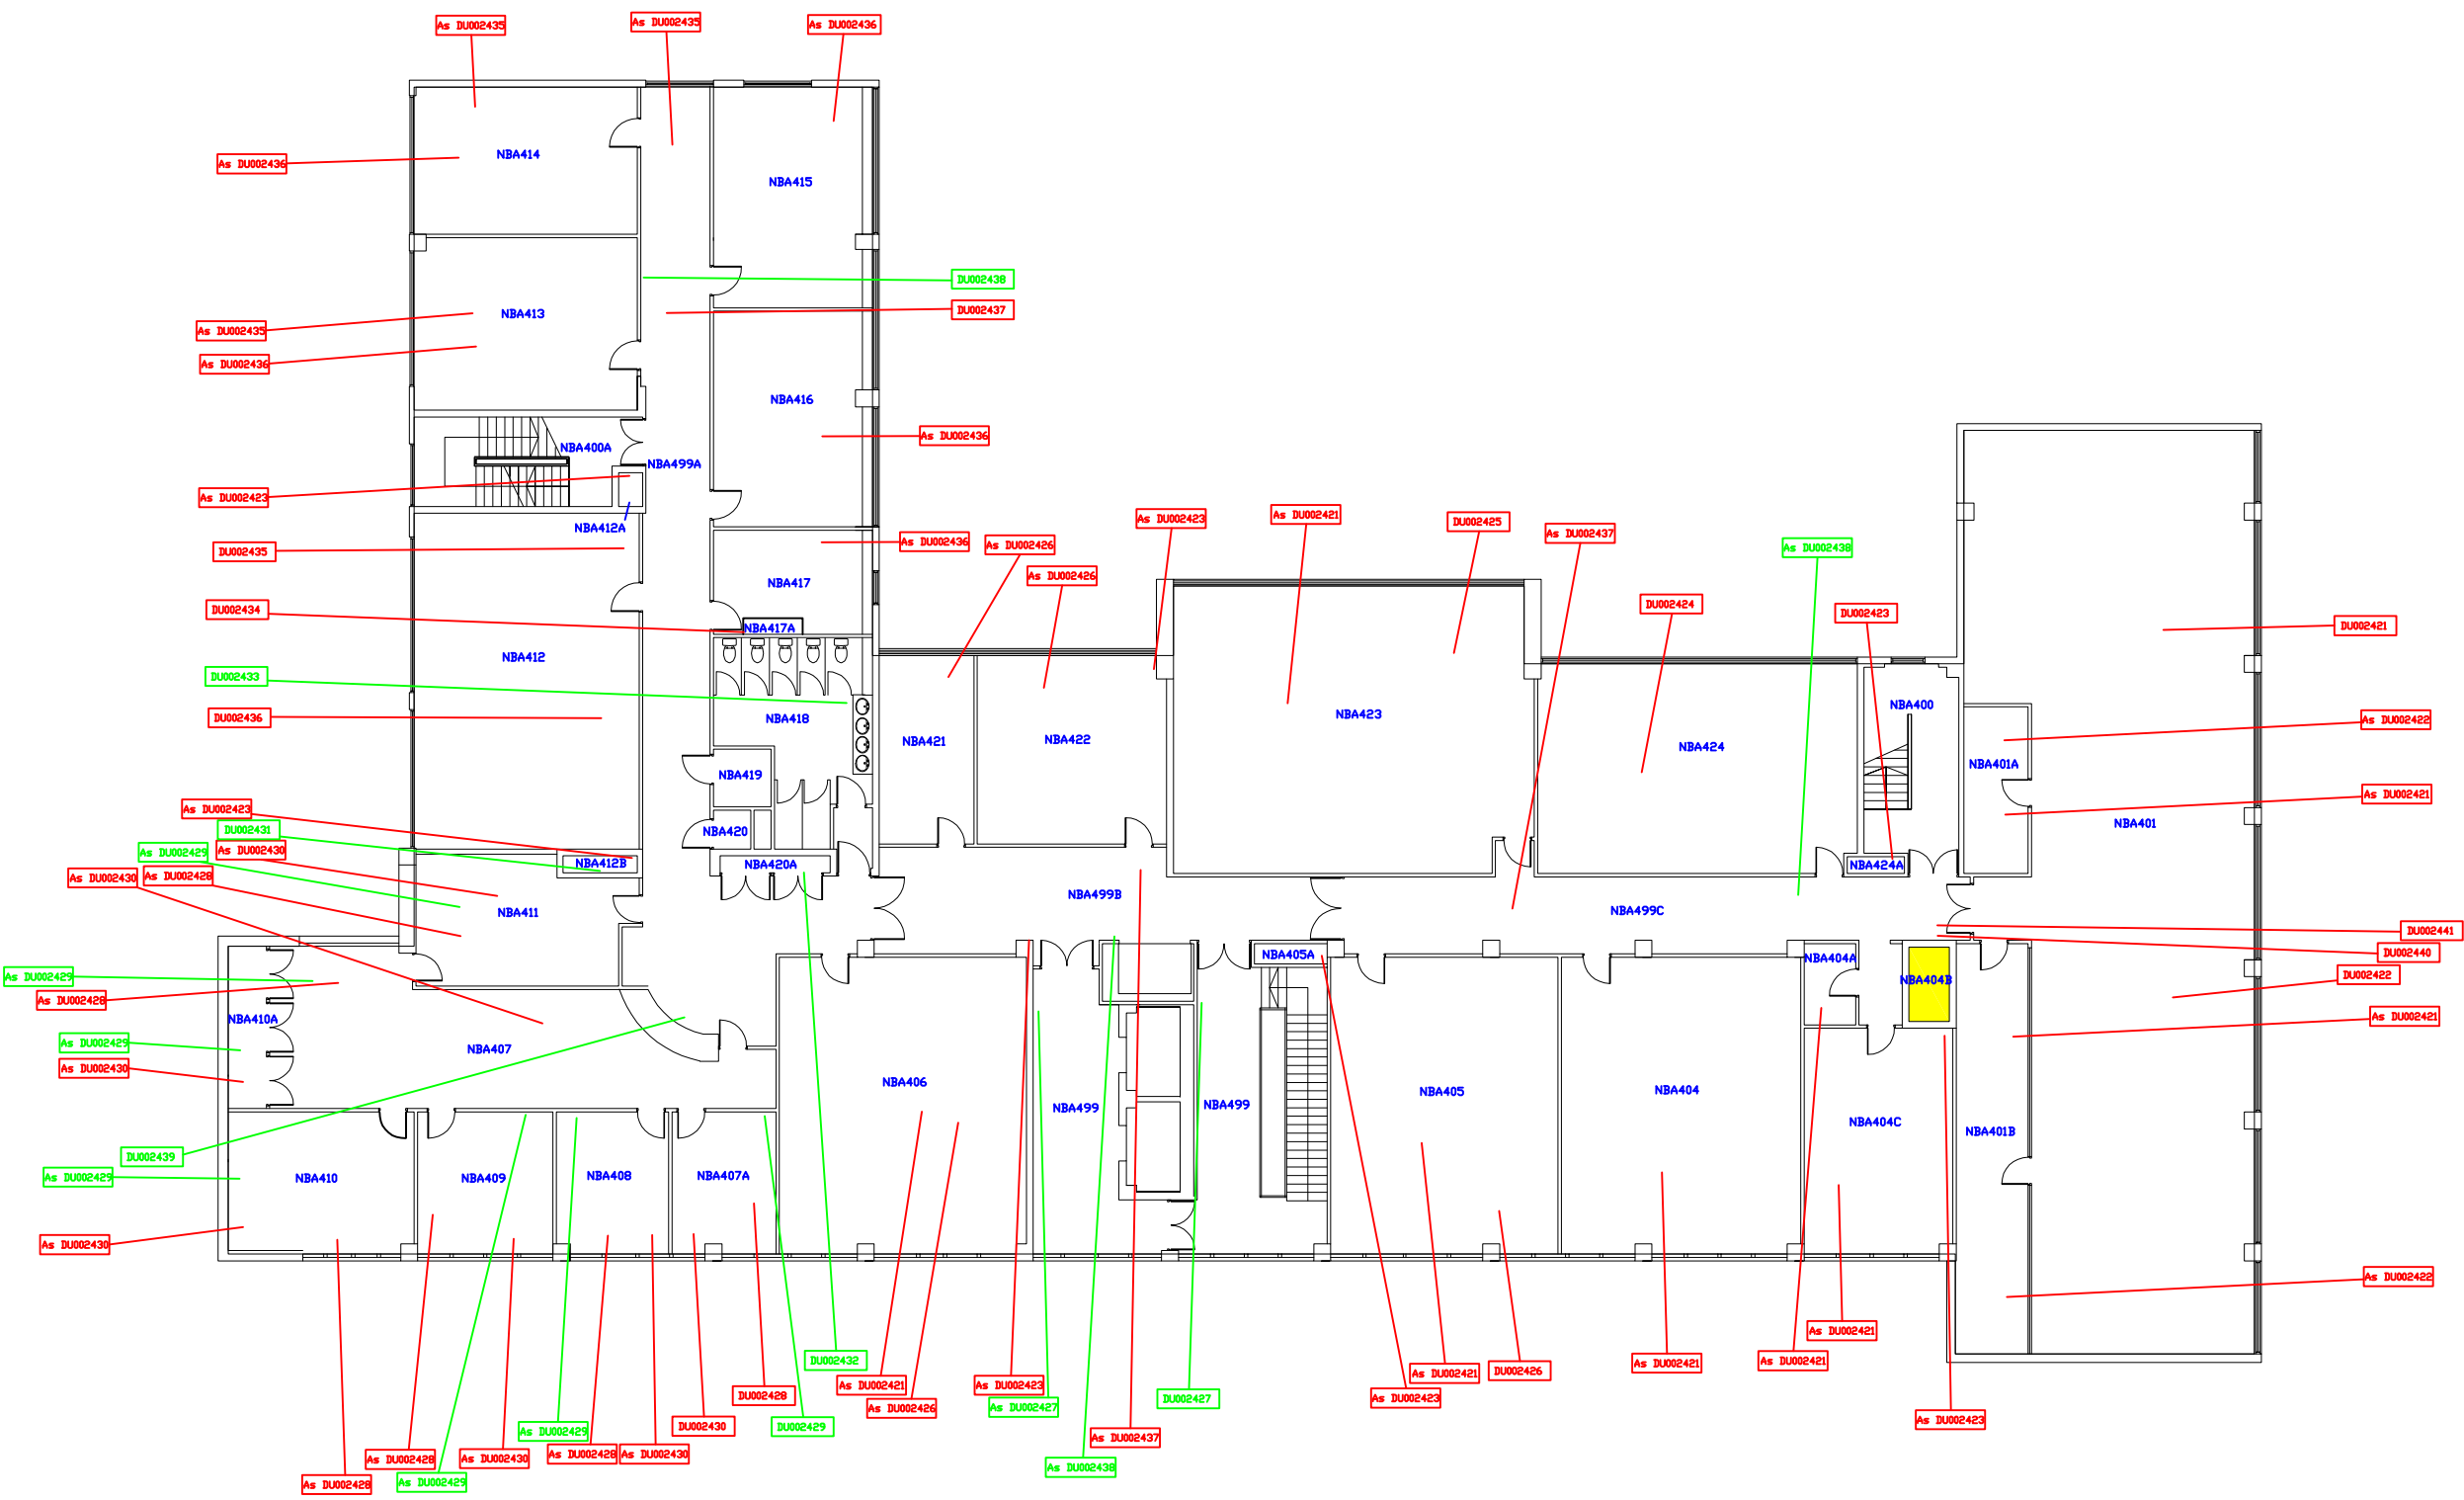 As DU002435
As DU002435
As DU002436
NBA414
As DU002436
NBA415
DU002438
DU002437
NBA413
As DU002435
As DU002436
NBA416
As DU002436
NBA400A
NBA499A
As DU002423
NBA412A
DU002435
As DU002436
As DU002426
As DU002423
As DU002421
DU002425
As DU002437
As DU002438
As DU002426
NBA417
DU002434
NBA417A
DU002424
DU002423
DU002421
NBA412
DU002433
DU002436
NBA418
NBA421
NBA422
NBA423
NBA424
NBA400
As DU002422
NBA401A
NBA419
As DU002421
As DU002423
DU002431
NBA420
NBA401
As DU002429
As DU002430
NBA412B
NBA420A
NBA424A
As DU002430
As DU002428
NBA499B
NBA411
NBA499C
DU002441
DU002440
NBA405A
NBA404A
As DU002429
NBA404B
DU002422
As DU002428
NBA410A
As DU002421
As DU002429
NBA407
As DU002430
NBA406
NBA405
NBA404
NBA499
NBA499
NBA404C
NBA401B
DU002439
As DU002429
NBA410
NBA409
NBA408
NBA407A
As DU002430
As DU002422
As DU002421
DU002432
As DU002421
As DU002421
DU002426
As DU002421
As DU002421
DU002428
As DU002423
As DU002427
DU002427
As DU002423
As DU002426
DU002430
DU002429
As DU002423
As DU002429
As DU002437
As DU002428
As DU002430
As DU002428
As DU002430
As DU002438
As DU002428
As DU002429